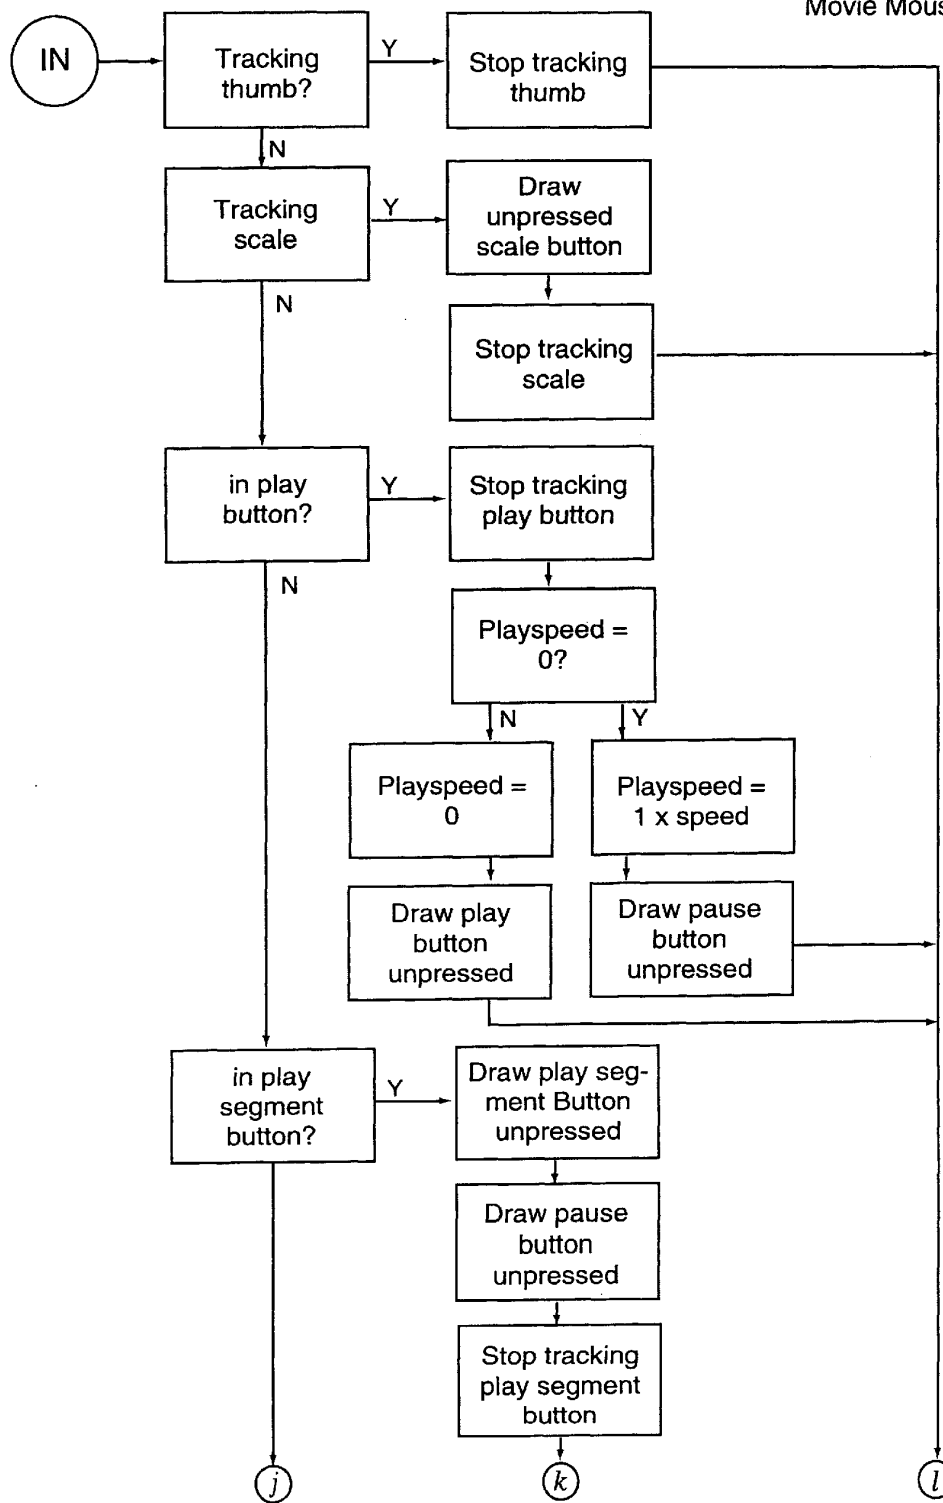 Movie Mous
IN
Tracking
thumb?
Y
Stop tracking
thumb
N
Tracking
scale
Y
Draw
unpressed
scale button
N
Stop tracking
scale
in play
button?
Y
Stop tracking
play button
N
Playspeed =
0?
N
Y
Playspeed =
0
Playspeed =
1 x speed
Draw play
button
unpressed
Draw pause
button
unpressed
in play
segment
button?
Y
Draw play seg-
ment Button
unpressed
Draw pause
button
unpressed
Stop tracking
play segment
button
j
k
l